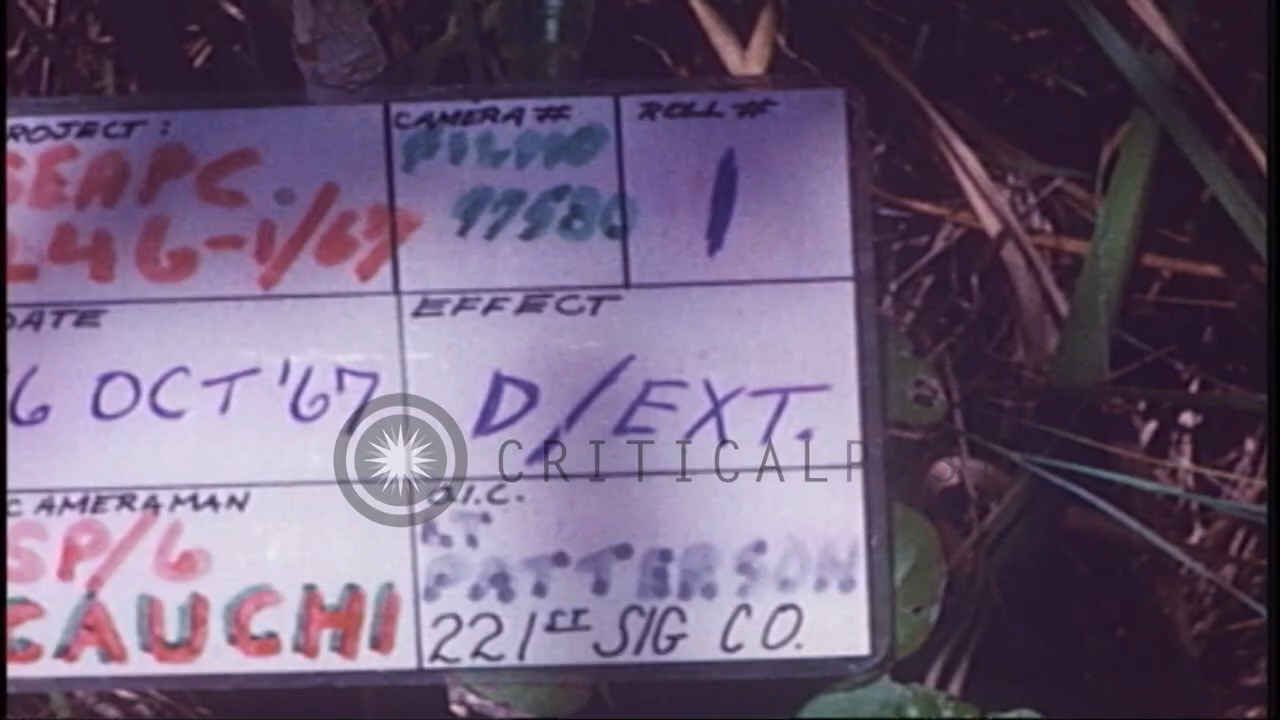 ROJECT:
SEAPC
246-1/67
CAMERA #
FILMO
97580
ROLL #
1
DATE
6 OCT '67
EFFECT
D/EXT.
CAMERAMAN
SP/6
CAUCHI
O.I.C.
LT.
PATTERSON
221ST SIG CO.
CRITICALP